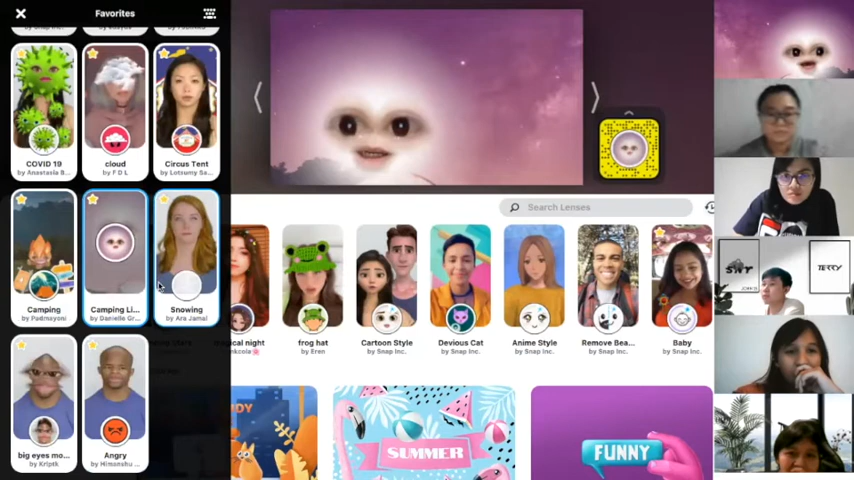 Favorites
COVID 19
by Anastasia B...
cloud
by F D L
Circus Tent
by Lotsumy Sa...
Camping
by Padmayoni
Camping Li...
by Danielle Gr...
Snowing
by Ara Jamal
big eyes mo...
by Kriptk
Angry
by Himanshu ...
Search Lenses
frog hat
by Eren
Cartoon Style
by Snap Inc.
Devious Cat
by Snap Inc.
Anime Style
by Snap Inc.
Remove Bea...
by Snap Inc.
Baby
by Snap Inc.
SUMMER
FUNNY
TERRY